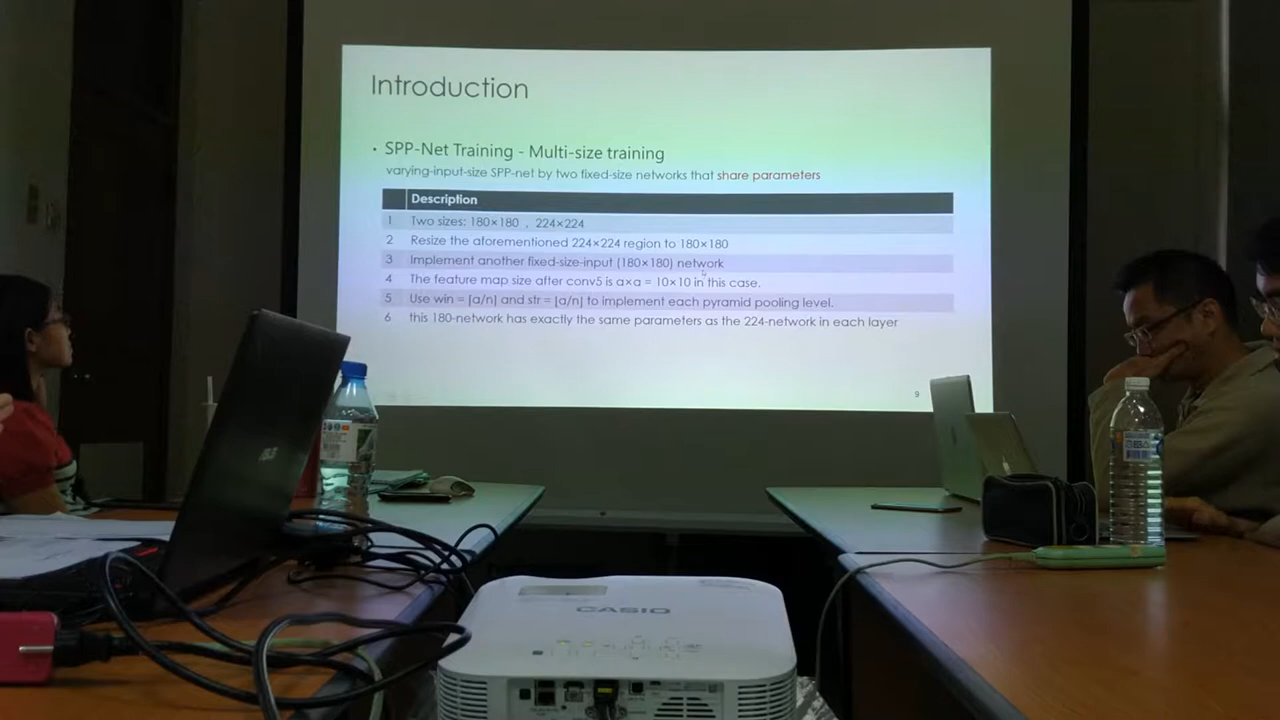 Introduction
· SPP-Net Training - Multi-size training
varying-input-size SPP-net by two fixed-size networks that share parameters
Description
1 Two sizes: 180×180 , 224×224
2 Resize the aforementioned 224×224 region to 180×180
3 Implement another fixed-size-input (180×180) network
4 The feature map size after conv5 is a×a = 10×10 in this case.
5 Use win = ⌈a/n⌉ and str = ⌊a/n⌋ to implement each pyramid pooling level.
6 this 180-network has exactly the same parameters as the 224-network in each layer
9
ASUS
CASIO